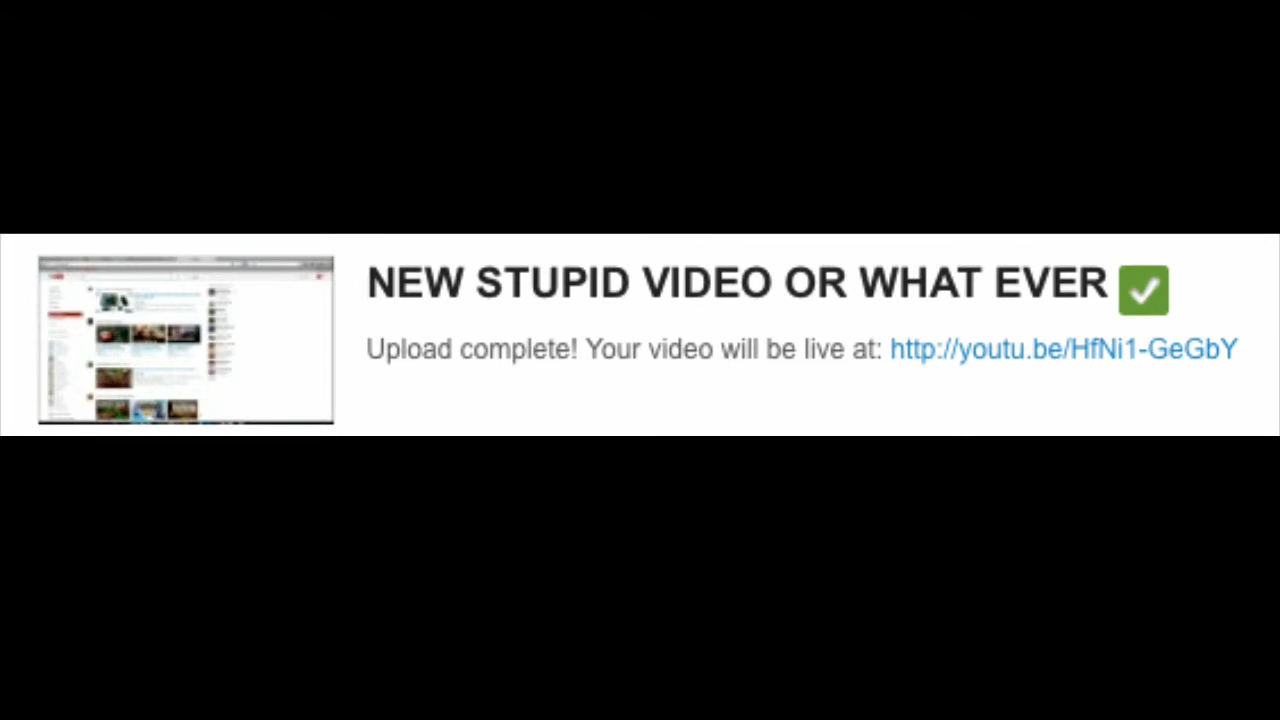 NEW STUPID VIDEO OR WHAT EVER ✅
Upload complete! Your video will be live at: http://youtu.be/HfNi1-GeGbY